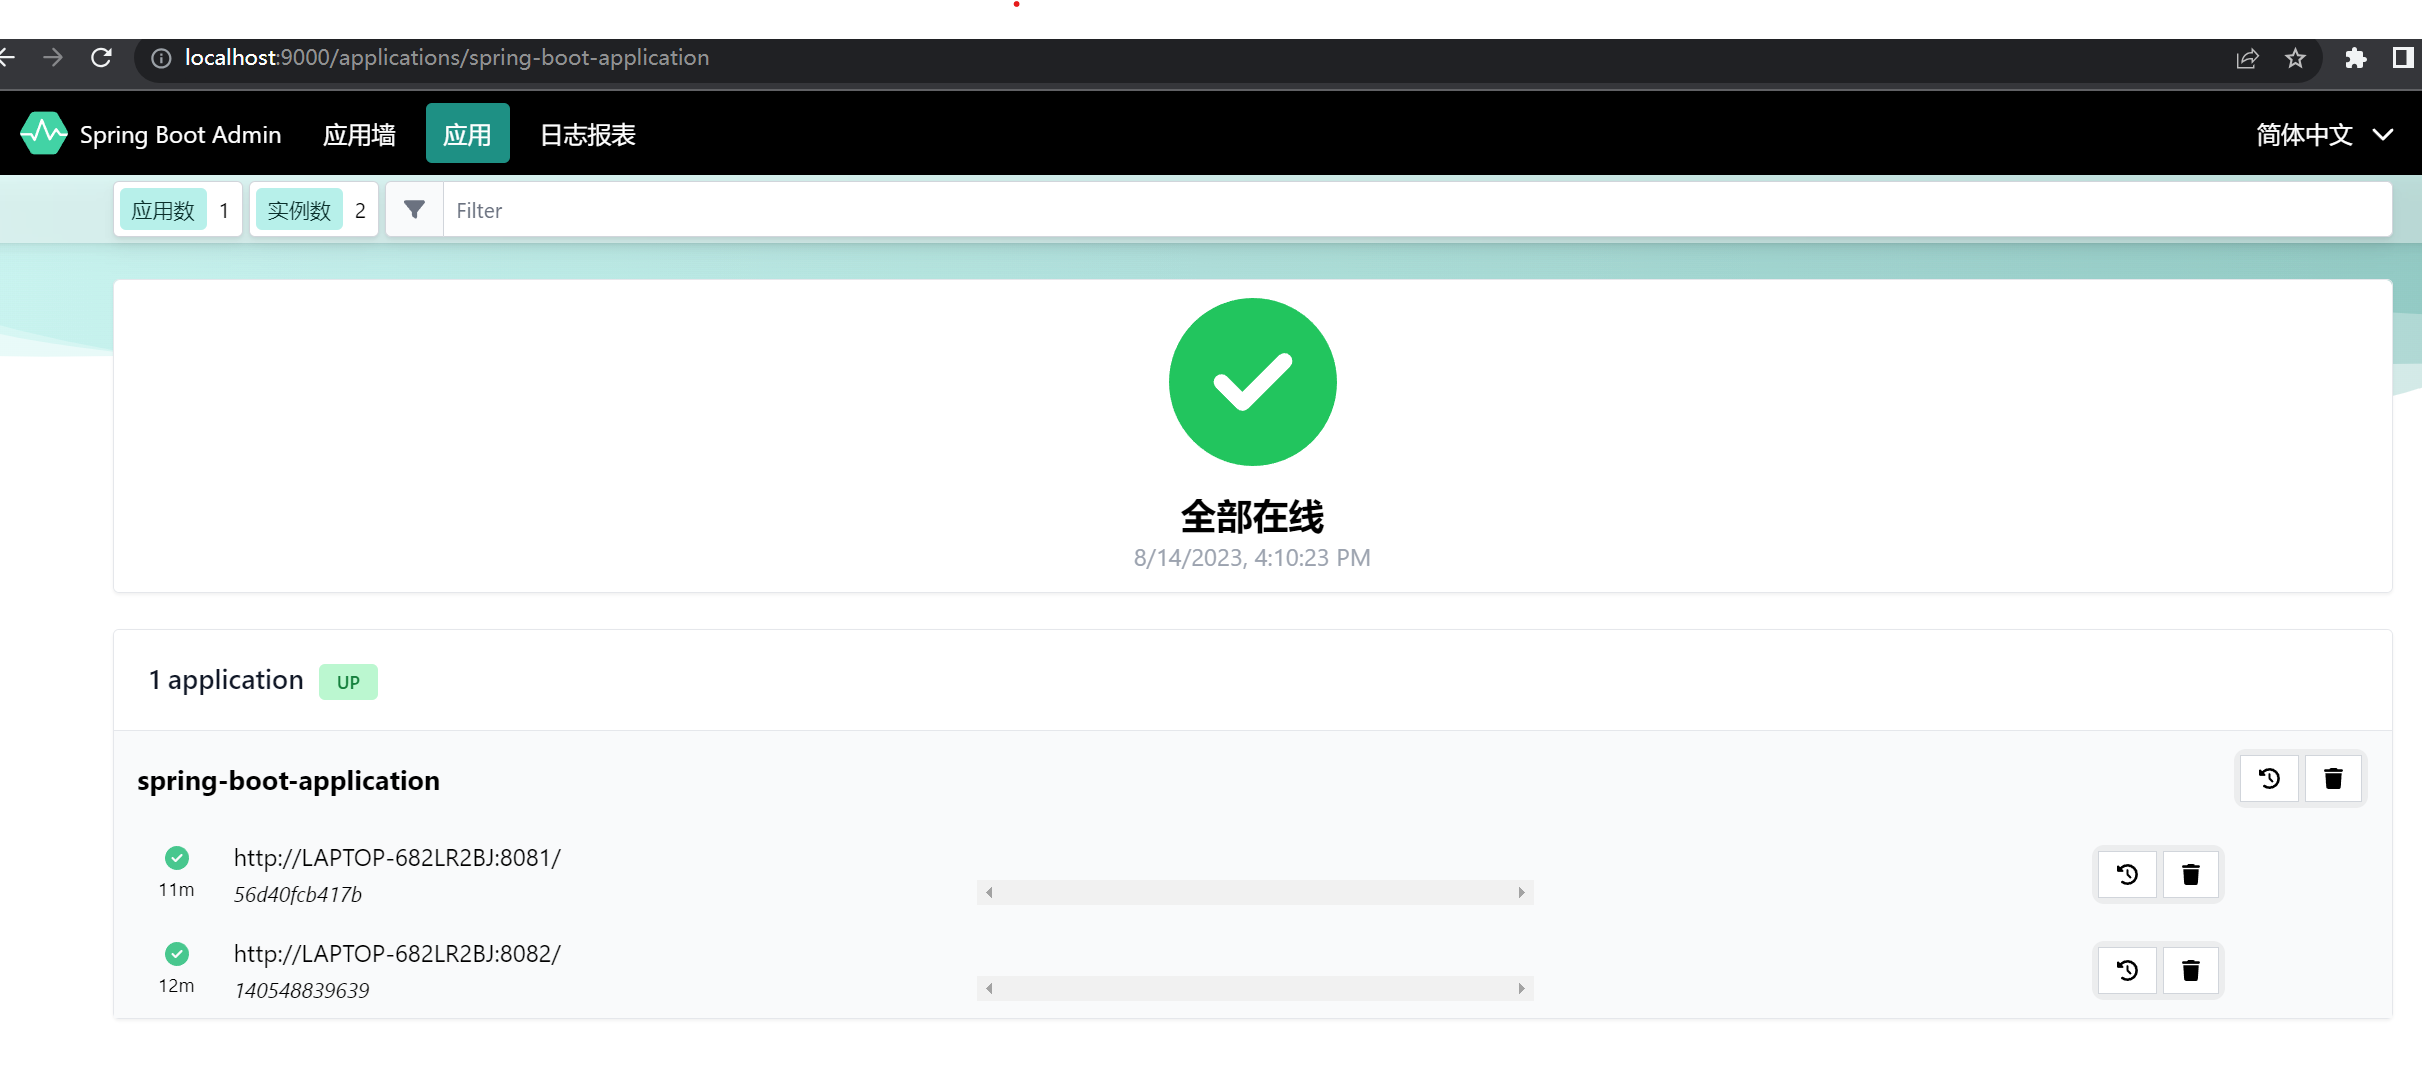 localhost:9000/applications/spring-boot-application
Spring Boot Admin 应用墙 应用 日志报表 简体中文
应用数 1 实例数 2 Filter
全部在线
8/14/2023, 4:10:23 PM
1 application UP
spring-boot-application
http://LAPTOP-682LR2BJ:8081/
11m 56d40fcb417b
http://LAPTOP-682LR2BJ:8082/
12m 140548839639